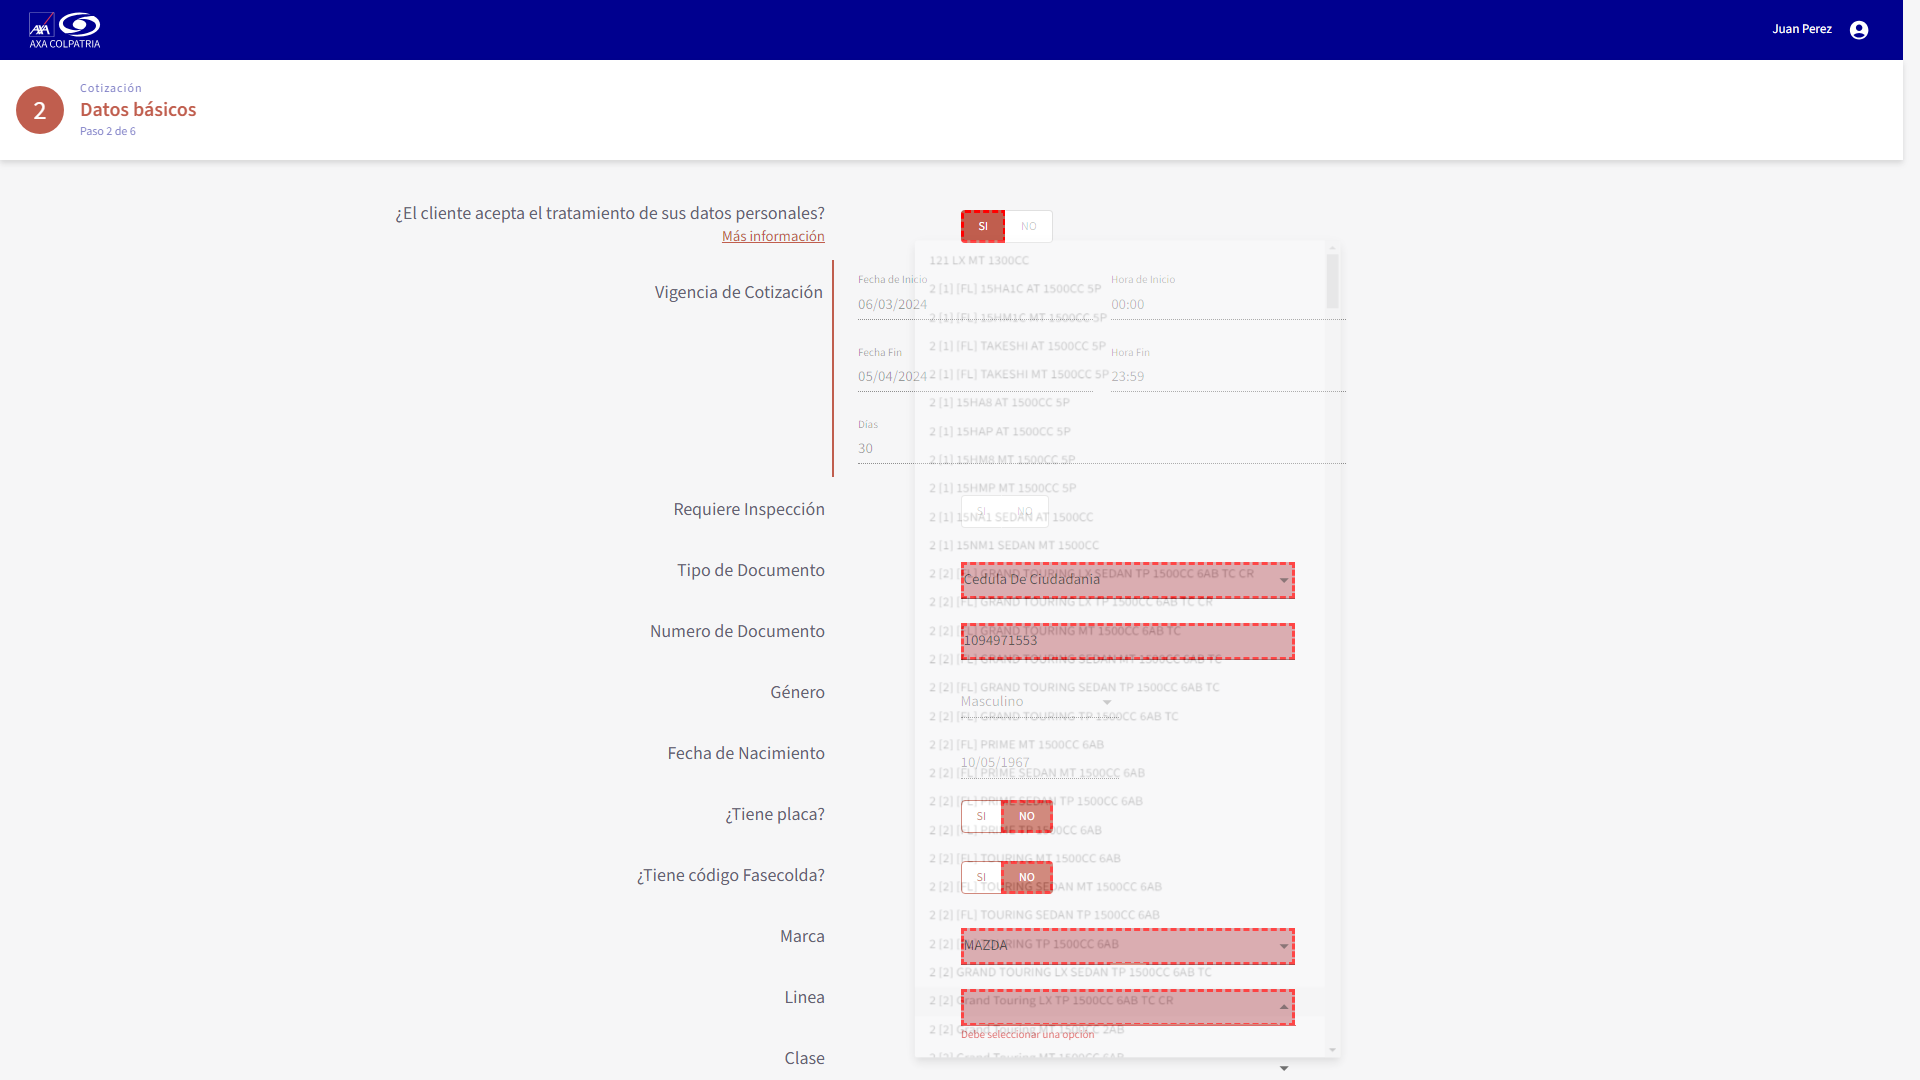 AXA COLPATRIA
Juan Perez
2
Cotización
Datos básicos
Paso 2 de 6
¿El cliente acepta el tratamiento de sus datos personales?
Más información
SI
NO
Vigencia de Cotización
Fecha de Inicio
06/03/2024
Hora de Inicio
00:00
Fecha Fin
05/04/2024
Hora Fin
23:59
Días
30
Requiere Inspección
SI
NO
Tipo de Documento
Cedula De Ciudadania
Numero de Documento
1094971553
Género
Masculino
Fecha de Nacimiento
10/05/1967
¿Tiene placa?
SI
NO
¿Tiene código Fasecolda?
SI
NO
Marca
MAZDA
Linea
Debe seleccionar una opción
Clase
121 LX MT 1300CC
2 [1] [FL] 15HA1C AT 1500CC 5P
2 [1] [FL] 15HM1C MT 1500CC 5P
2 [1] [FL] TAKESHI AT 1500CC 5P
2 [1] [FL] TAKESHI MT 1500CC 5P
2 [1] 15HA8 AT 1500CC 5P
2 [1] 15HAP AT 1500CC 5P
2 [1] 15HM8 MT 1500CC 5P
2 [1] 15HMP MT 1500CC 5P
2 [1] 15NA1 SEDAN AT 1500CC
2 [1] 15NM1 SEDAN MT 1500CC
2 [2] [FL] GRAND TOURING LX SEDAN TP 1500CC 6AB TC CR
2 [2] [FL] GRAND TOURING LX TP 1500CC 6AB TC CR
2 [2] [FL] GRAND TOURING MT 1500CC 6AB TC
2 [2] [FL] GRAND TOURING SEDAN MT 1500CC 6AB TC
2 [2] [FL] GRAND TOURING SEDAN TP 1500CC 6AB TC
2 [2] [FL] GRAND TOURING TP 1500CC 6AB TC
2 [2] [FL] PRIME MT 1500CC 6AB
2 [2] [FL] PRIME SEDAN MT 1500CC 6AB
2 [2] [FL] PRIME SEDAN TP 1500CC 6AB
2 [2] [FL] PRIME TP 1500CC 6AB
2 [2] [FL] TOURING MT 1500CC 6AB
2 [2] [FL] TOURING SEDAN MT 1500CC 6AB
2 [2] [FL] TOURING SEDAN TP 1500CC 6AB
2 [2] TOURING TP 1500CC 6AB
2 [2] GRAND TOURING LX SEDAN TP 1500CC 6AB TC
2 [2] Grand Touring LX TP 1500CC 6AB TC CR
2 [2] Grand Touring MT 1500CC 2AB
2 [2] Grand Touring MT 1500CC 6AB